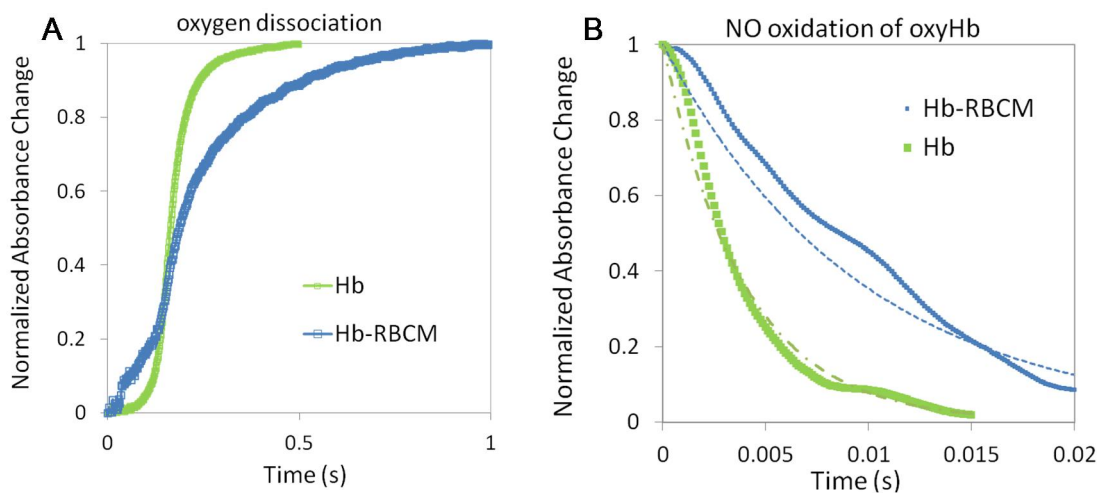 A
oxygen dissociation
Normalized Absorbance Change
1
0.8
0.6
0.4
0.2
0
Hb
Hb-RBCM
0
0.5
1
Time (s)
B
NO oxidation of oxyHb
Normalized Absorbance Change
1
0.8
0.6
0.4
0.2
0
Hb-RBCM
Hb
0
0.005
0.01
0.015
0.02
Time (s)